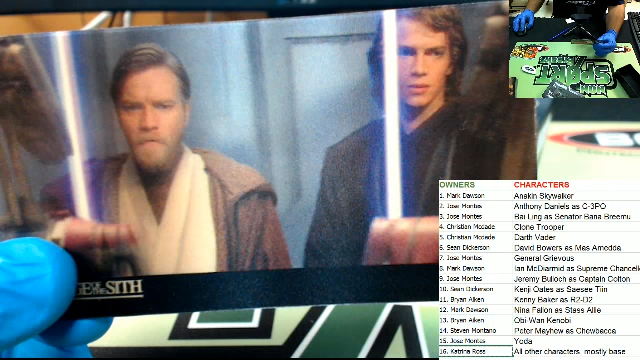 OWNERS CHARACTERS
1. Mark Dawson Anakin Skywalker
2. Jose Montes Anthony Daniels as C-3PO
3. Jose Montes Bai Ling as Senator Bana Breemu
4. Christian Mcdade Clone Trooper
5. Christian Mcdade Darth Vader
6. Sean Dickerson David Bowers as Mas Amedda
7. Jose Montes General Grievous
8. Mark Dawson Ian McDiarmid as Supreme Chancell
9. Jose Montes Jeremy Bulloch as Captain Colton
10. Sean Dickerson Kenji Oates as Saesee Tiin
11. Bryan Aiken Kenny Baker as R2-D2
12. Mark Dawson Nina Fallon as Stass Allie
13. Bryan Aiken Obi-Wan Kenobi
14. Steven Montano Peter Mayhew as Chewbacca
15. Jose Montes Yoda
16. Katrina Ross All other characters, mostly base
GE OF THE SITH